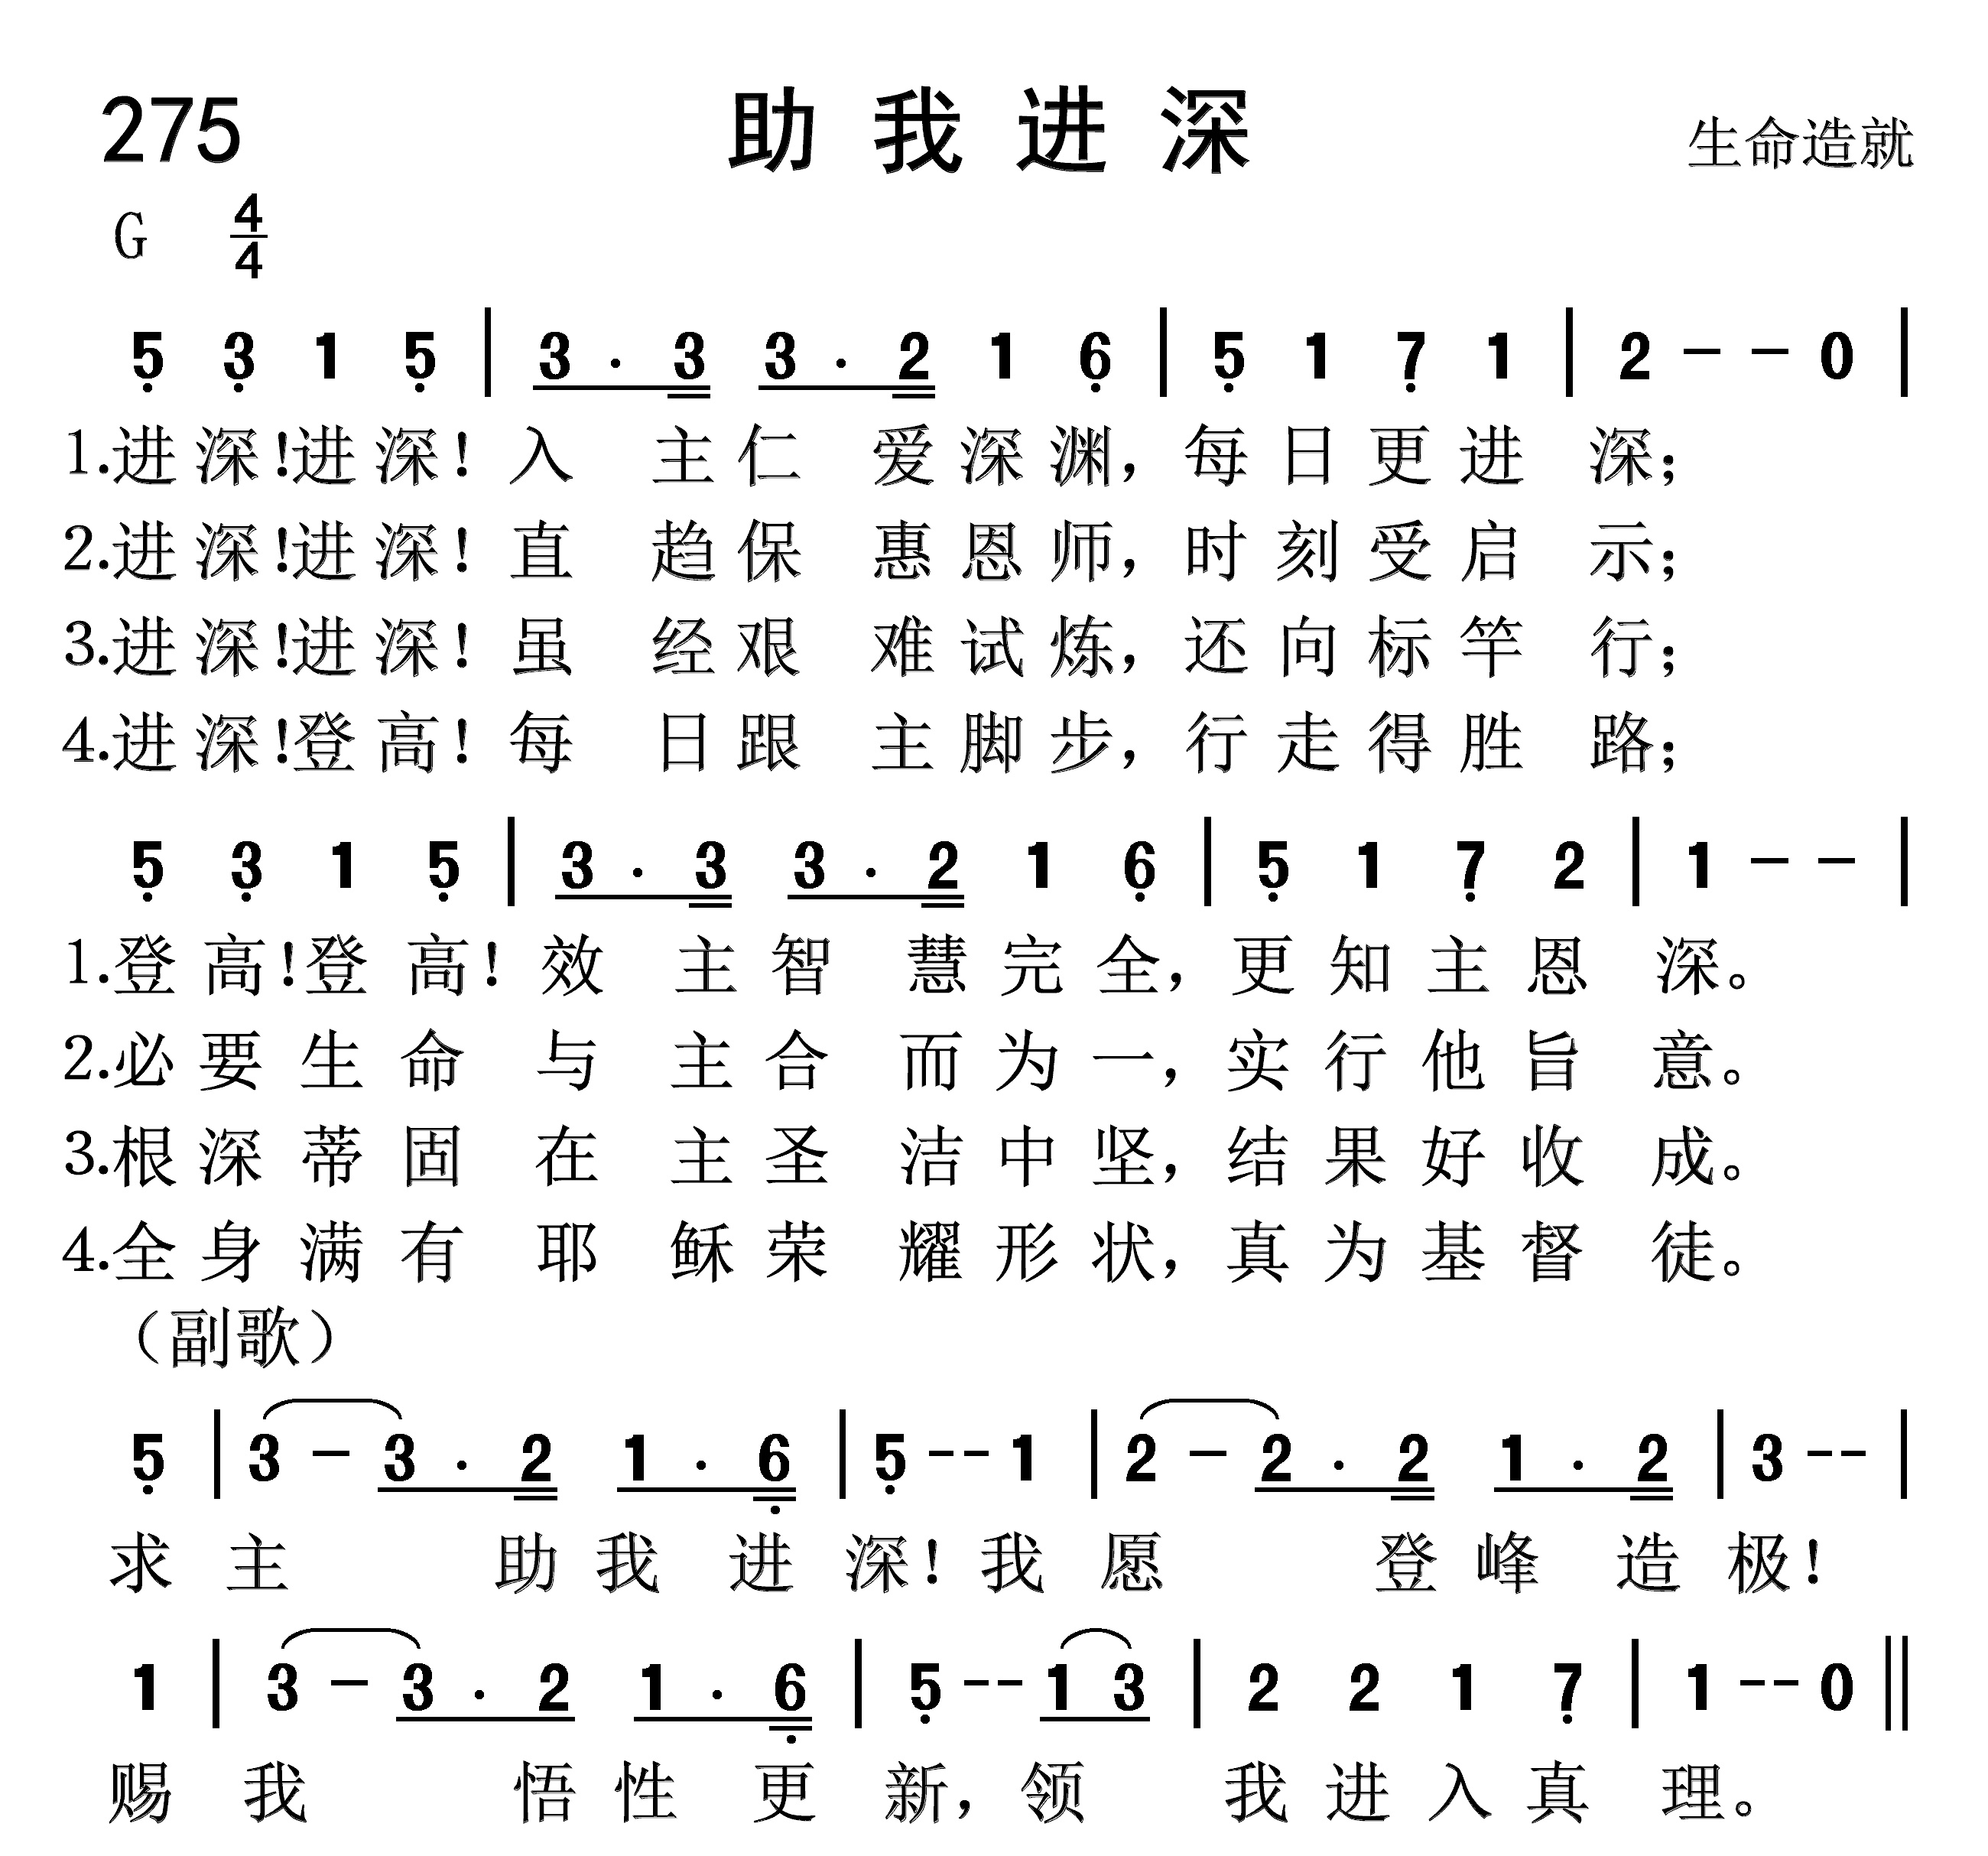 275 助我进深 生命造就
G 4/4
5̣ 3̣ 1 5̣ | 3 . 3 3 . 2 1 6̣ | 5̣ 1 7̣ 1 | 2 – – 0 |
1.进深!进深!入主仁爱深渊,每日更进深;
2.进深!进深!直趋保惠恩师,时刻受启示;
3.进深!进深!虽经艰难试炼,还向标竿行;
4.进深!登高!每日跟主脚步,行走得胜路;
5̣ 3̣ 1 5̣ | 3 . 3 3 . 2 1 6̣ | 5̣ 1 7̣ 2 | 1 – – |
1.登高!登高!效主智慧完全,更知主恩深。
2.必要生命与主合而为一,实行他旨意。
3.根深蒂固在主圣洁中坚,结果好收成。
4.全身满有耶稣荣耀形状,真为基督徒。
（副歌）
5̣ | 3 – 3 . 2 1 . 6̣ | 5̣ – – 1 | 2 – 2 . 2 1 . 2 | 3 – – |
求主助我进深!我愿登峰造极!
1 | 3 – 3 . 2 1 . 6̣ | 5̣ – – 1 3 | 2 2 1 7̣ | 1 – – 0 ||
赐我悟性更新,领我进入真理。